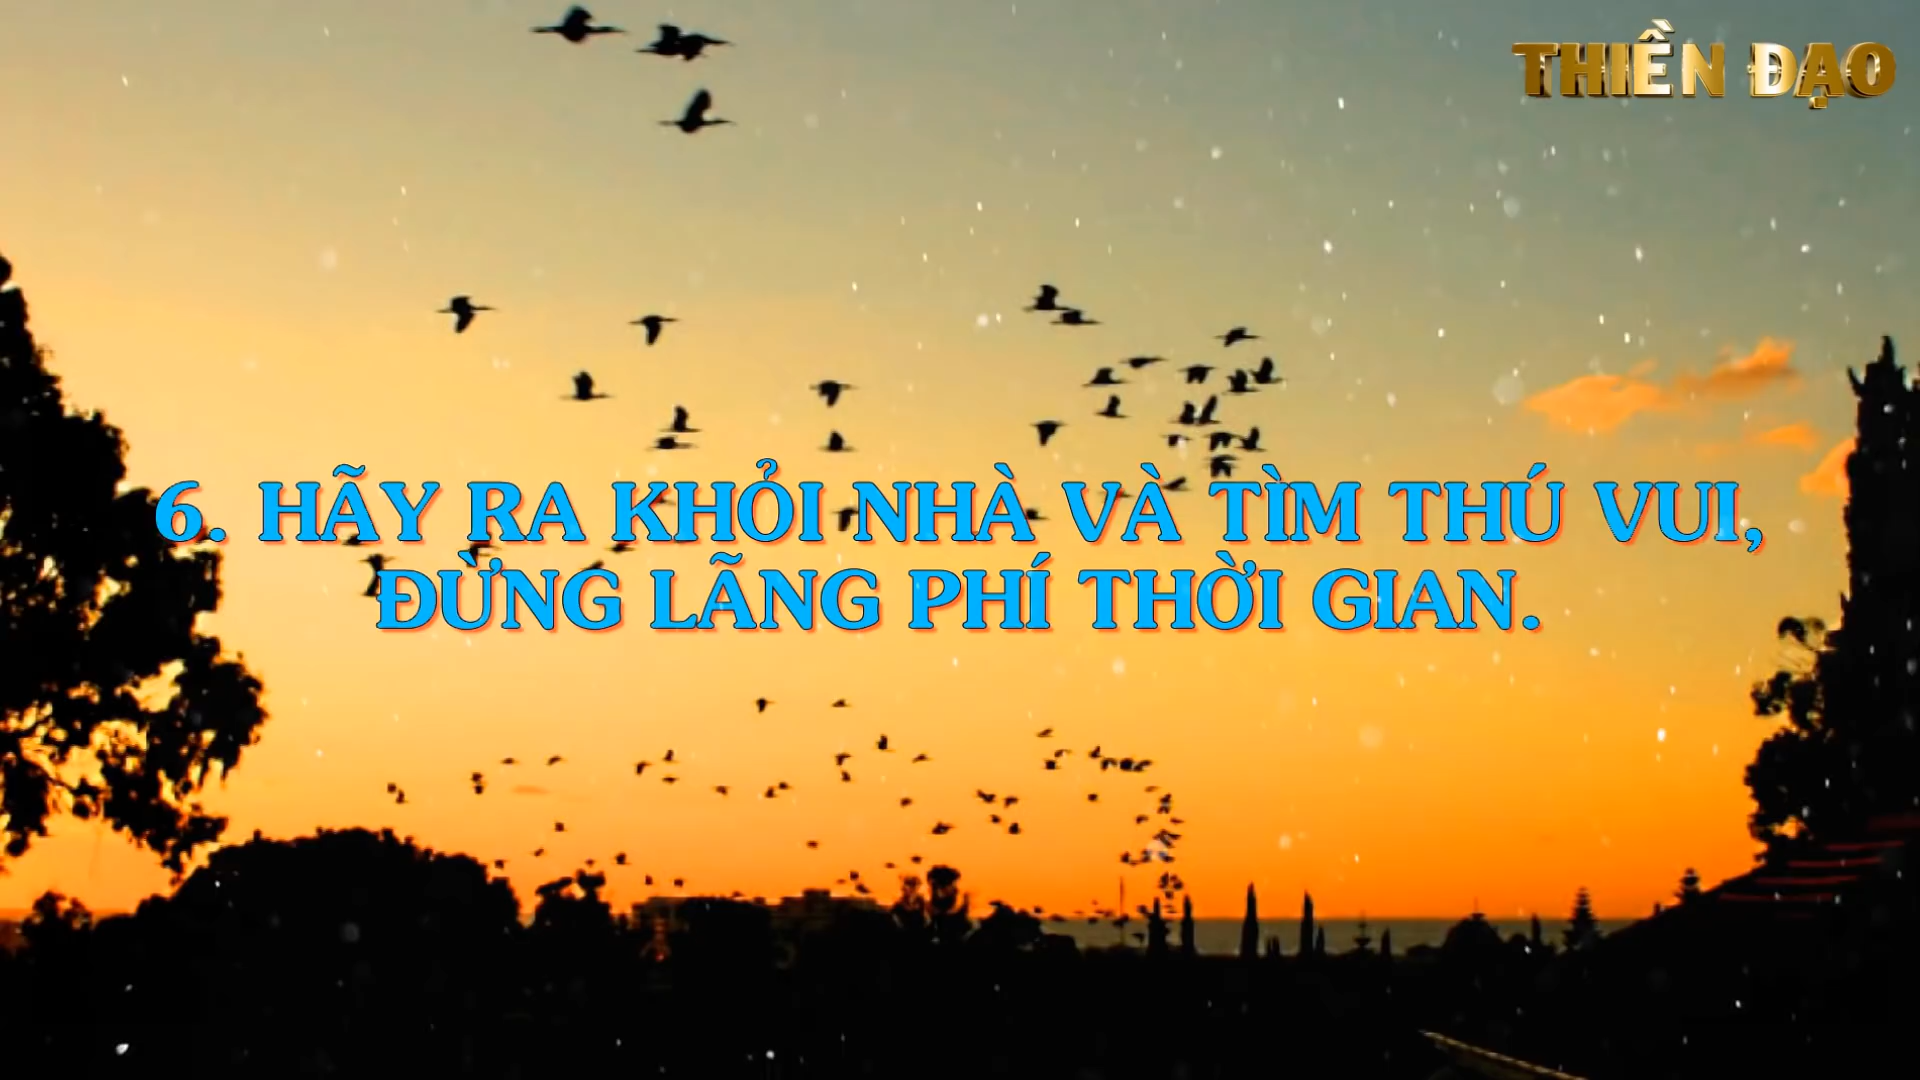 THIỀN ĐẠO
6. HÃY RA KHỎI NHÀ VÀ TÌM THÚ VUI,
ĐỪNG LÃNG PHÍ THỜI GIAN.